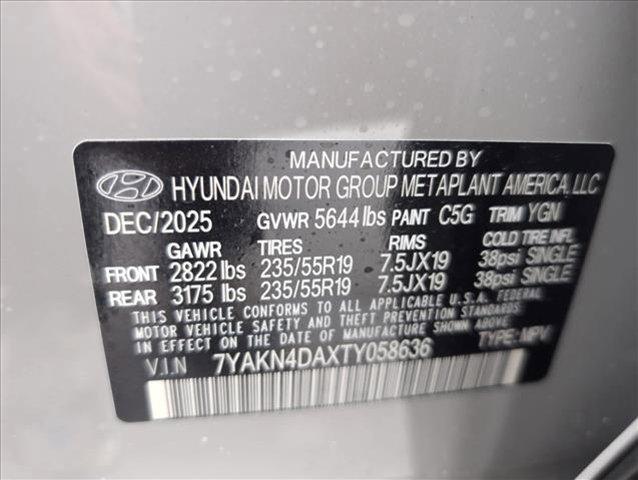 MANUFACTURED BY
HYUNDAI MOTOR GROUP METAPLANT AMERICA, LLC
DEC/2025 GVWR 5644 lbs PAINT C5G TRIM YGN
GAWR TIRES RIMS COLD TIRE INFL
FRONT 2822 lbs 235/55R19 7.5JX19 38psi SINGLE
REAR 3175 lbs 235/55R19 7.5JX19 38psi SINGLE
THIS VEHICLE CONFORMS TO ALL APPLICABLE U.S.A. FEDERAL
MOTOR VEHICLE SAFETY, BUMPER, AND THEFT PREVENTION STANDARDS
IN EFFECT ON THE DATE OF MANUFACTURE SHOWN ABOVE.
V.I.N 7YAKN4DAXTY058636 TYPE: MPV